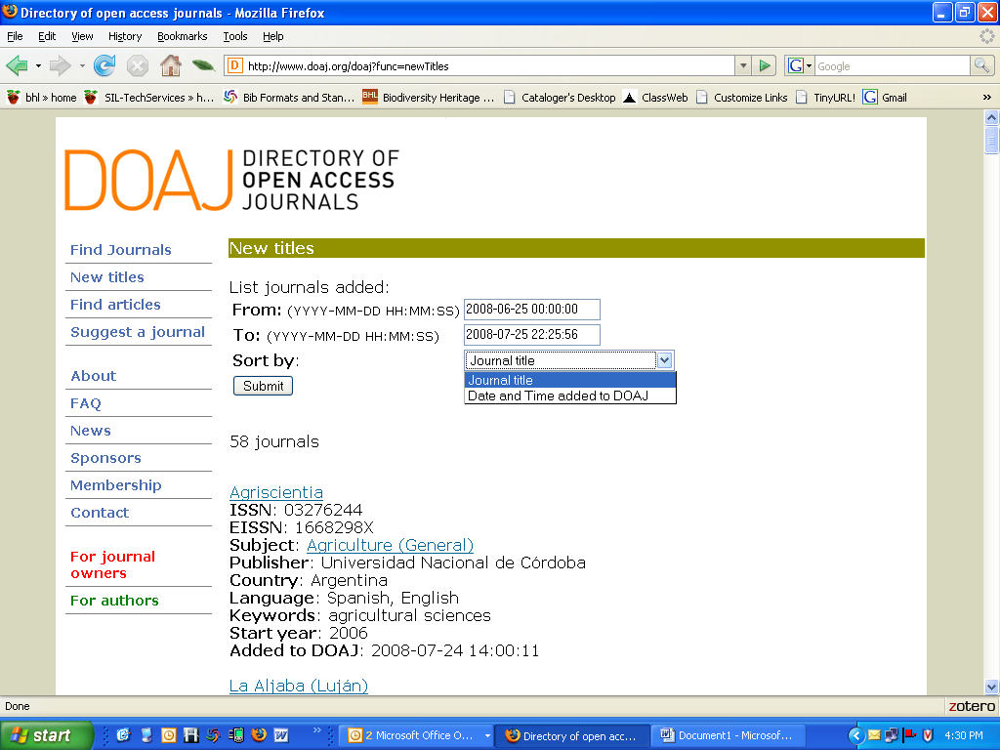 Directory of open access journals - Mozilla Firefox
File Edit View History Bookmarks Tools Help
http://www.doaj.org/doaj?func=newTitles
Google
bhl » home SIL-TechServices » h... Bib Formats and Stan... BHL Biodiversity Heritage ... Cataloger's Desktop ClassWeb Customize Links TinyURL! Gmail »
DOAJ DIRECTORY OF
OPEN ACCESS
JOURNALS
Find Journals
New titles
Find articles
Suggest a journal
About
FAQ
News
Sponsors
Membership
Contact
For journal
owners
For authors
New titles
List journals added:
From: (YYYY-MM-DD HH:MM:SS) 2008-06-25 00:00:00
To: (YYYY-MM-DD HH:MM:SS) 2008-07-25 22:25:56
Sort by: Journal title
Journal title
Date and Time added to DOAJ
Submit
58 journals
Agriscientia
ISSN: 03276244
EISSN: 1668298X
Subject: Agriculture (General)
Publisher: Universidad Nacional de Córdoba
Country: Argentina
Language: Spanish, English
Keywords: agricultural sciences
Start year: 2006
Added to DOAJ: 2008-07-24 14:00:11
La Aljaba (Luján)
Done zotero
start » 2 Microsoft Office O... Directory of open acc... Document1 - Microsof... 4:30 PM